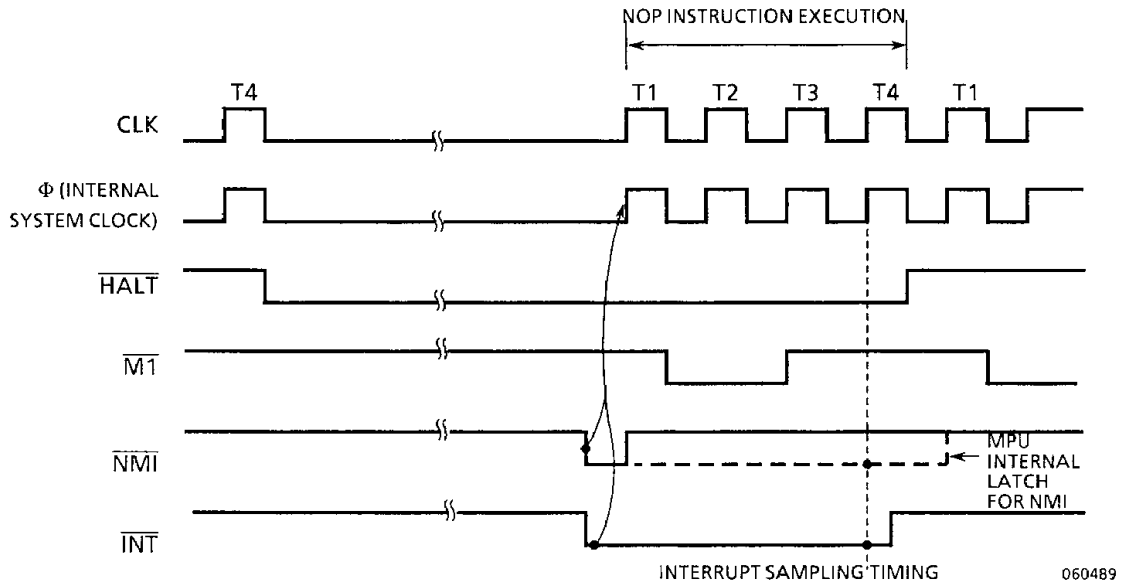 NOP INSTRUCTION EXECUTION
T4 T1 T2 T3 T4 T1
CLK
Φ (INTERNAL
SYSTEM CLOCK)
HALT
M1
NMI
MPU
INTERNAL
LATCH
FOR NMI
INT
INTERRUPT SAMPLING TIMING
060489